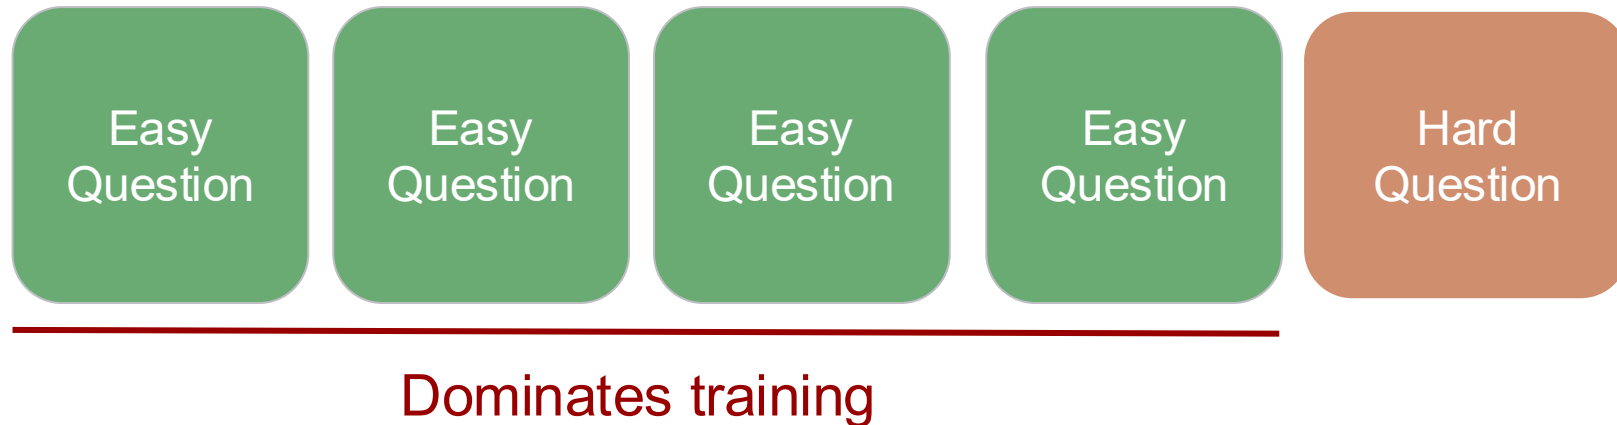 Easy
Question
Easy
Question
Easy
Question
Easy
Question
Hard
Question
Dominates training